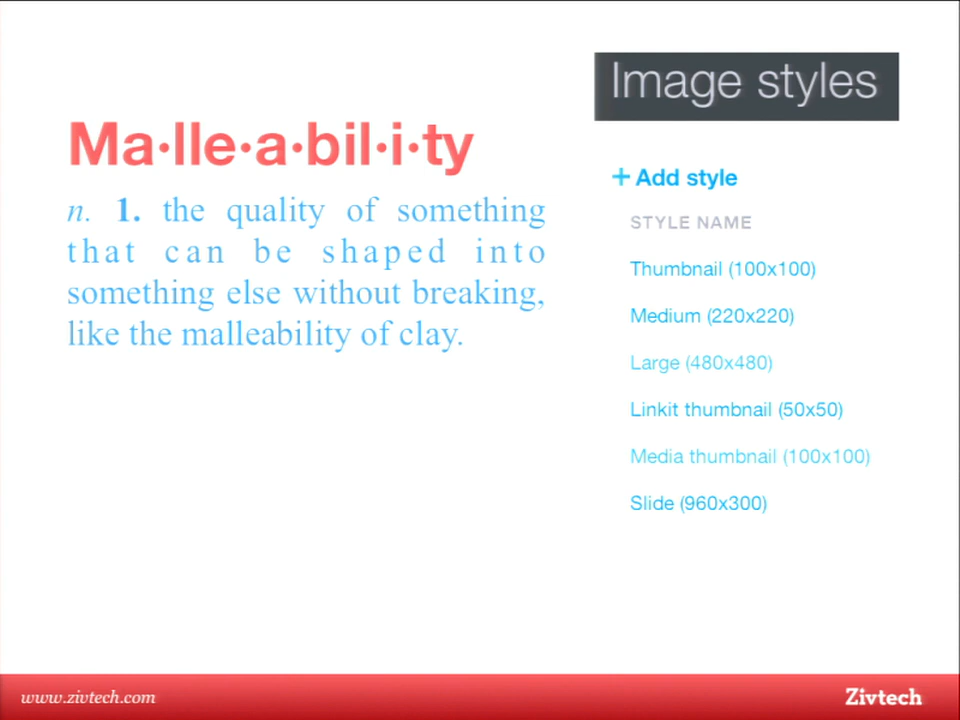 Ma·lle·a·bil·i·ty
n. 1. the quality of something
that can be shaped into
something else without breaking,
like the malleability of clay.
Image styles
+ Add style
STYLE NAME
Thumbnail (100x100)
Medium (220x220)
Large (480x480)
Linkit thumbnail (50x50)
Media thumbnail (100x100)
Slide (960x300)
www.zivtech.com
Zivtech